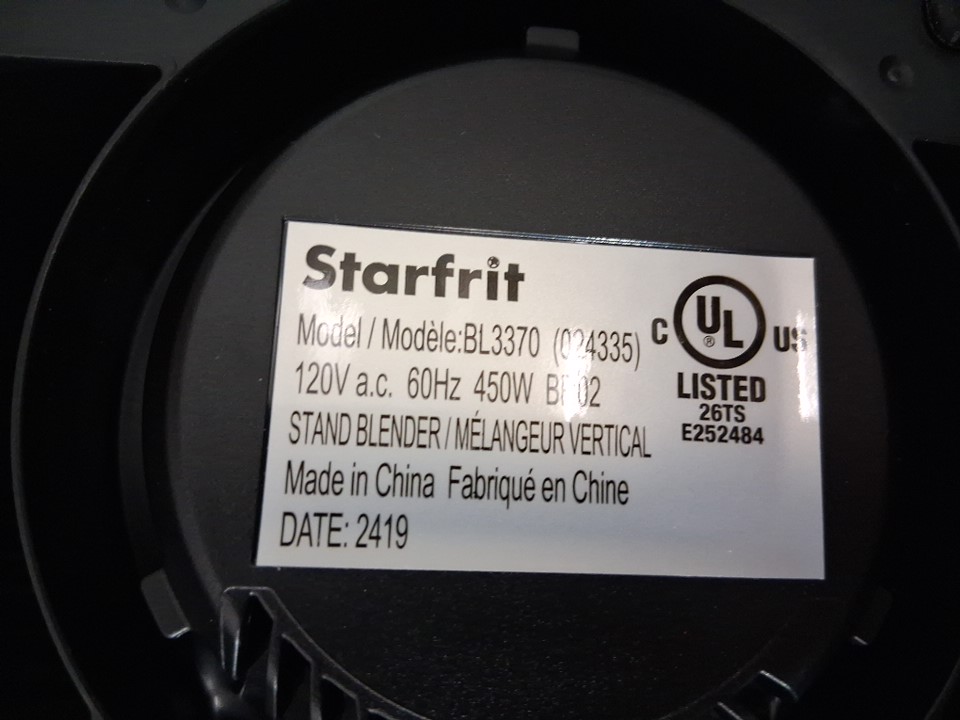 Starfrit
Model / Modèle:BL3370 (024335)
120V a.c. 60Hz 450W
STAND BLENDER / MÉLANGEUR VERTICAL
Made in China Fabriqué en Chine
DATE: 2419
C UL ® US
LISTED
26TS
E252484